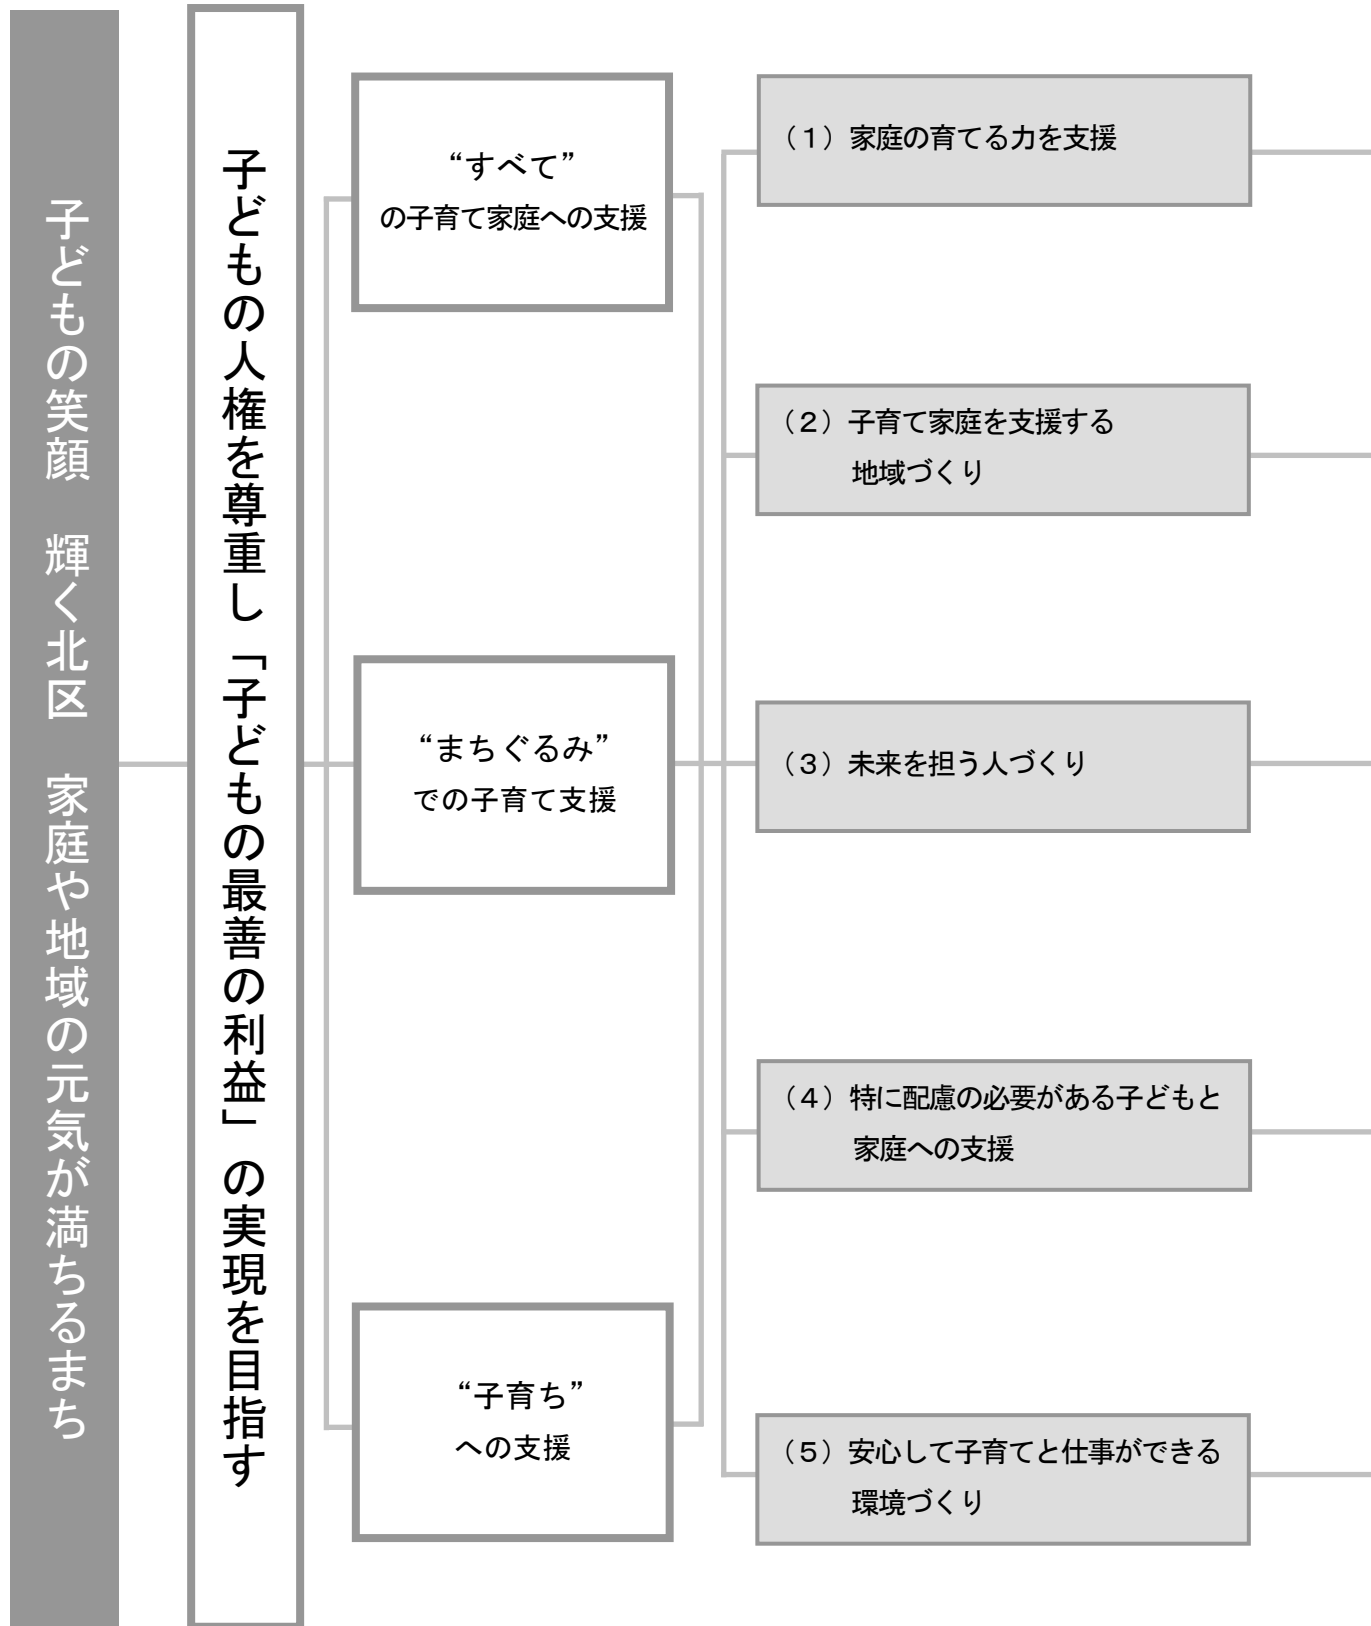 子どもの笑顔　輝く北区　家庭や地域の元気が満ちるまち
子どもの人権を尊重し「子どもの最善の利益」の実現を目指す
“すべて”
の子育て家庭への支援
“まちぐるみ”
での子育て支援
“子育ち”
への支援
（１）家庭の育てる力を支援
（２）子育て家庭を支援する
地域づくり
（３）未来を担う人づくり
（４）特に配慮の必要がある子どもと
家庭への支援
（５）安心して子育てと仕事ができる
環境づくり